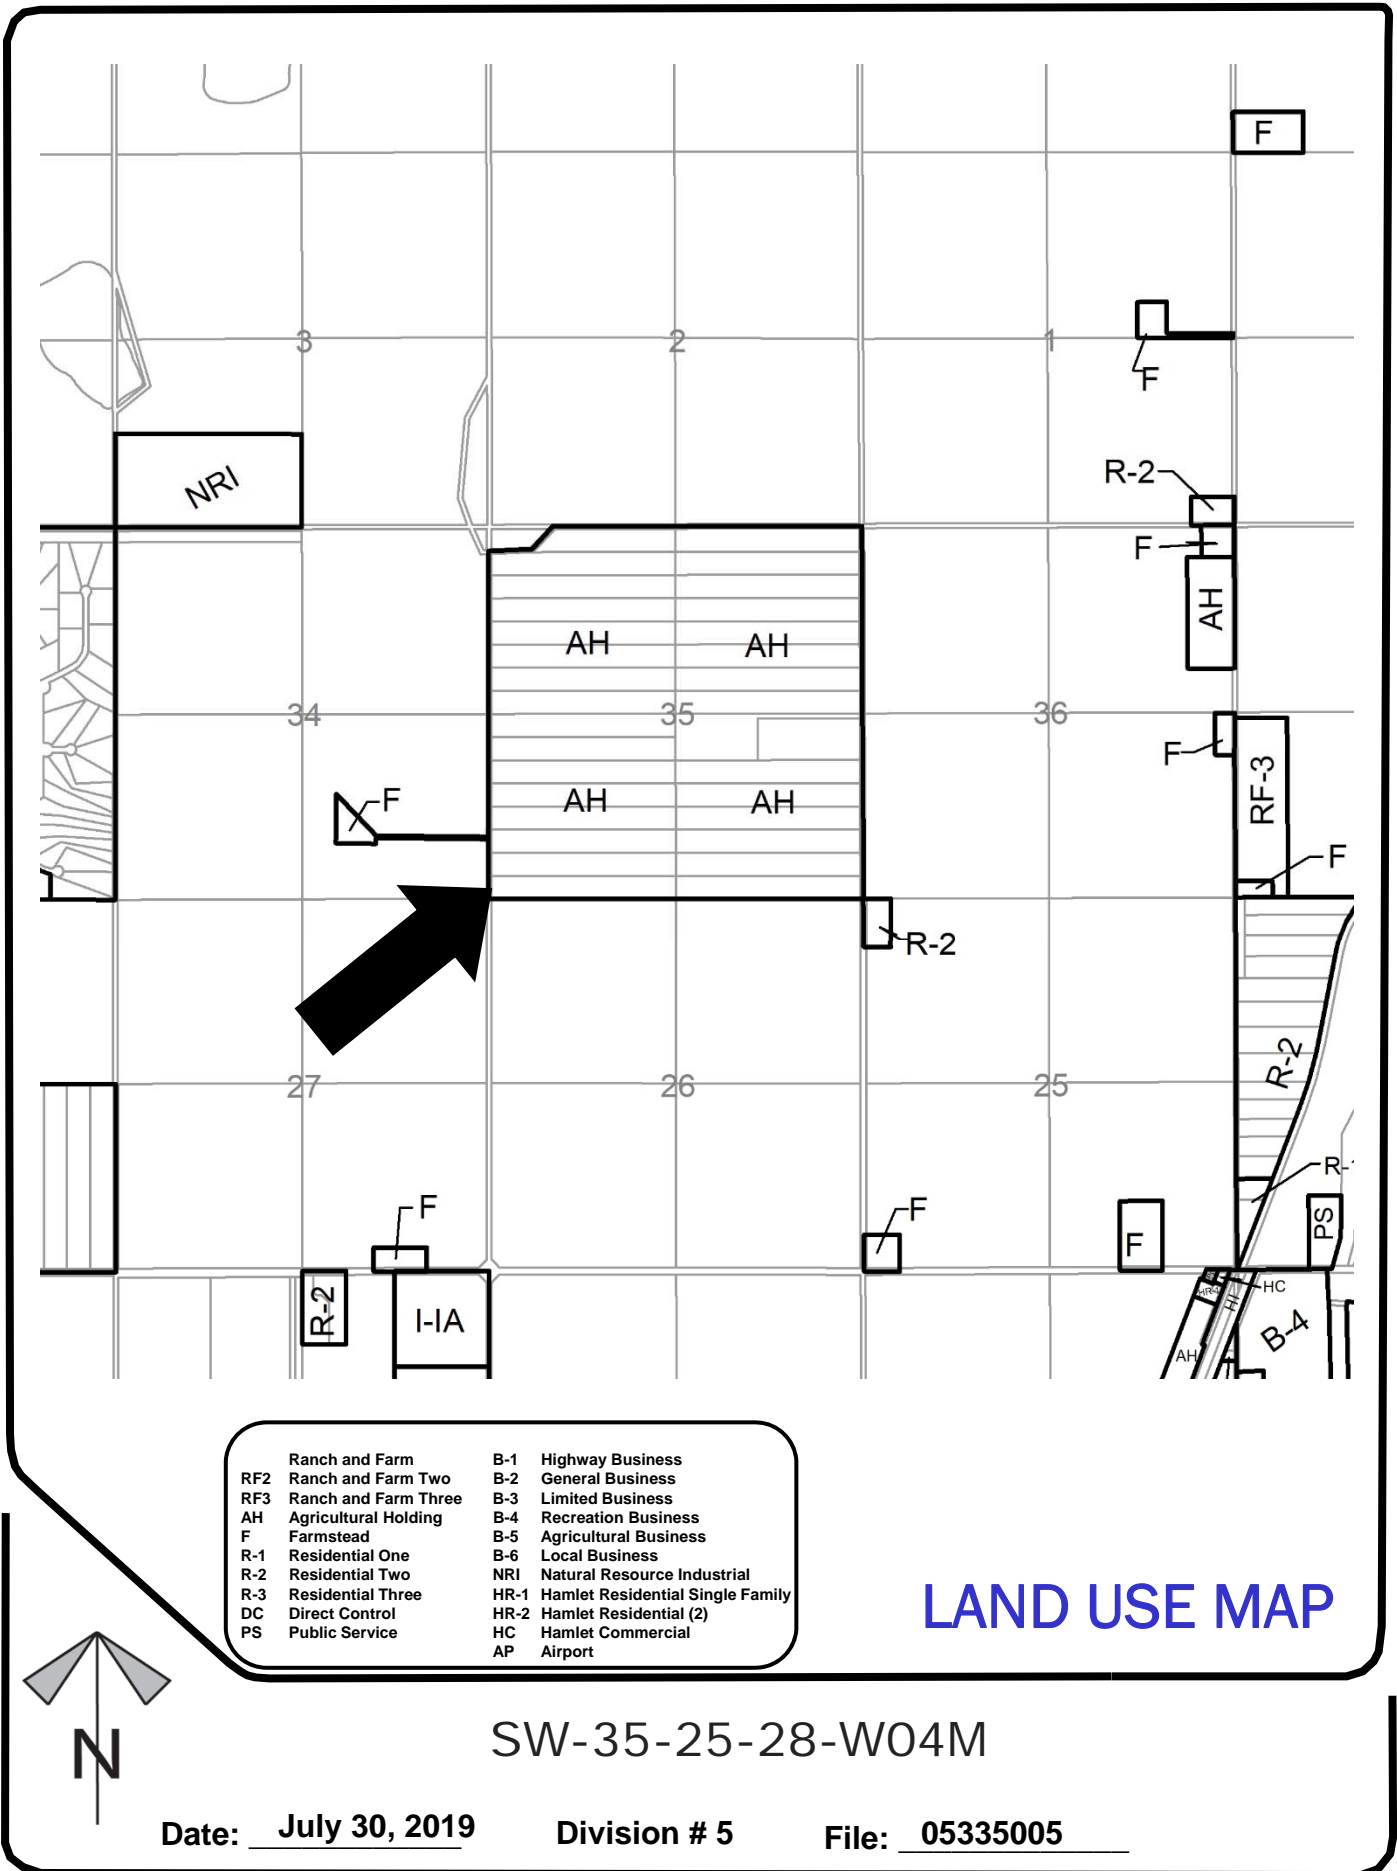 F
3
2
1
F
NRI
R-2
F
AH
AH
AH
34
35
36
F
RF-3
F
AH
AH
F
R-2
R-2
27
26
25
R-
PS
F
F
F
R-2
I-IA
HC
HI
B-4
AH
Ranch and Farm
RF2 Ranch and Farm Two
RF3 Ranch and Farm Three
AH Agricultural Holding
F Farmstead
R-1 Residential One
R-2 Residential Two
R-3 Residential Three
DC Direct Control
PS Public Service
B-1 Highway Business
B-2 General Business
B-3 Limited Business
B-4 Recreation Business
B-5 Agricultural Business
B-6 Local Business
NRI Natural Resource Industrial
HR-1 Hamlet Residential Single Family
HR-2 Hamlet Residential (2)
HC Hamlet Commercial
AP Airport
LAND USE MAP
N
SW-35-25-28-W04M
Date: July 30, 2019 Division # 5 File: 05335005